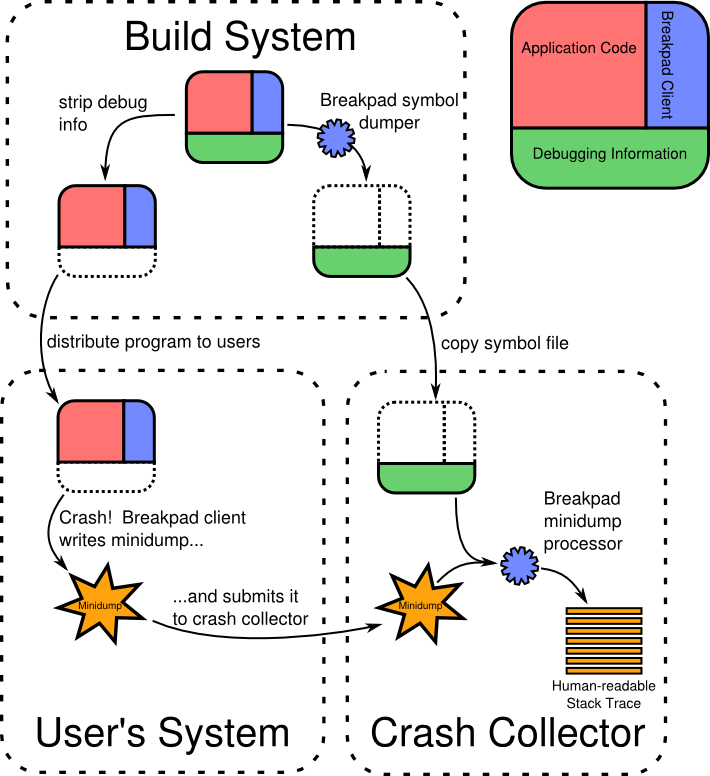 Build System
Application Code
Breakpad Client
Debugging Information
strip debug
info
Breakpad symbol
dumper
distribute program to users
copy symbol file
Crash!  Breakpad client
writes minidump...
Minidump
...and submits it
to crash collector
Minidump
Breakpad
minidump
processor
Human-readable
Stack Trace
User's System
Crash Collector